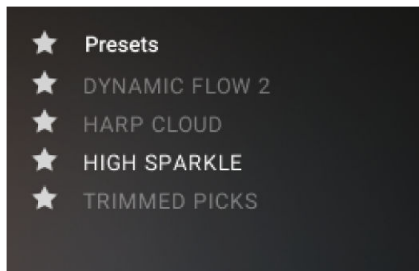 Presets
DYNAMIC FLOW 2
HARP CLOUD
HIGH SPARKLE
TRIMMED PICKS